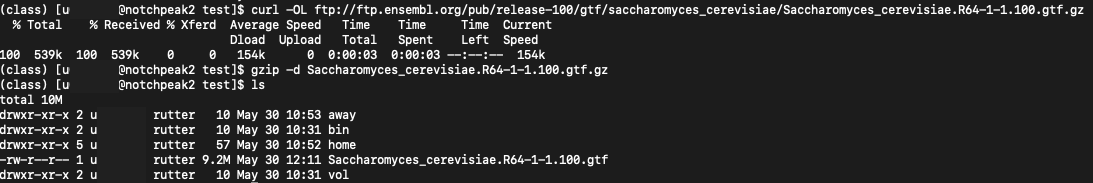 (class) [u @notchpeak2 test]$ curl -OL ftp://ftp.ensembl.org/pub/release-100/gtf/saccharomyces_cerevisiae/Saccharomyces_cerevisiae.R64-1-1.100.gtf.gz
% Total % Received % Xferd Average Speed Time Time Time Current
Dload Upload Total Spent Left Speed
100 539k 100 539k 0 0 154k 0 0:00:03 0:00:03 --:--:-- 154k
(class) [u @notchpeak2 test]$ gzip -d Saccharomyces_cerevisiae.R64-1-1.100.gtf.gz
(class) [u @notchpeak2 test]$ ls
total 10M
drwxr-xr-x 2 u rutter 10 May 30 10:53 away
drwxr-xr-x 2 u rutter 10 May 30 10:31 bin
drwxr-xr-x 5 u rutter 57 May 30 10:52 home
-rw-r--r-- 1 u rutter 9.2M May 30 12:11 Saccharomyces_cerevisiae.R64-1-1.100.gtf
drwxr-xr-x 2 u rutter 10 May 30 10:31 vol